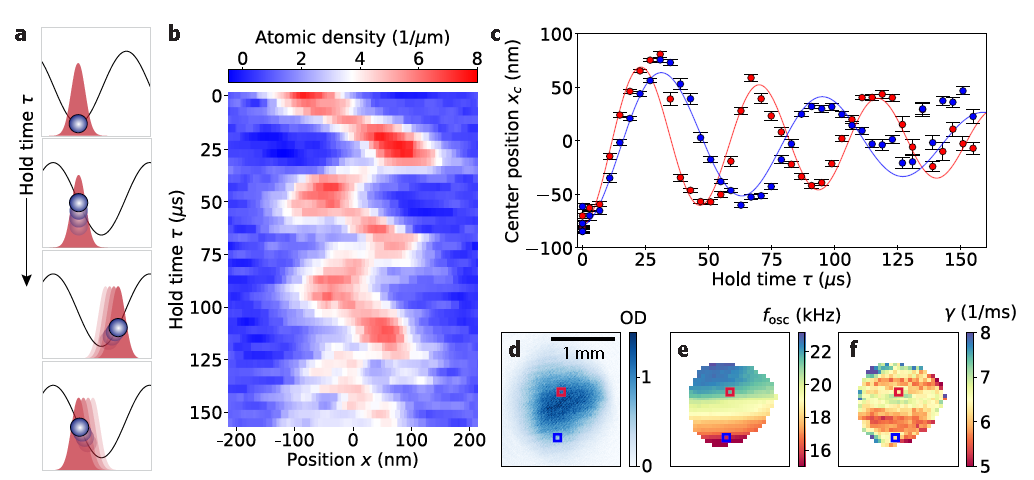 a
Hold time τ
b
Atomic density (1/μm)
0 2 4 6 8
Hold time τ (μs)
0
25
50
75
100
125
150
-200 -100 0 100 200
Position x (nm)
c
Center position x_c (nm)
100
50
0
−50
−100
0 25 50 75 100 125 150
Hold time τ (μs)
d
1 mm
OD
1
0
e
f_osc (kHz)
22
20
18
16
f
γ (1/ms)
8
7
6
5